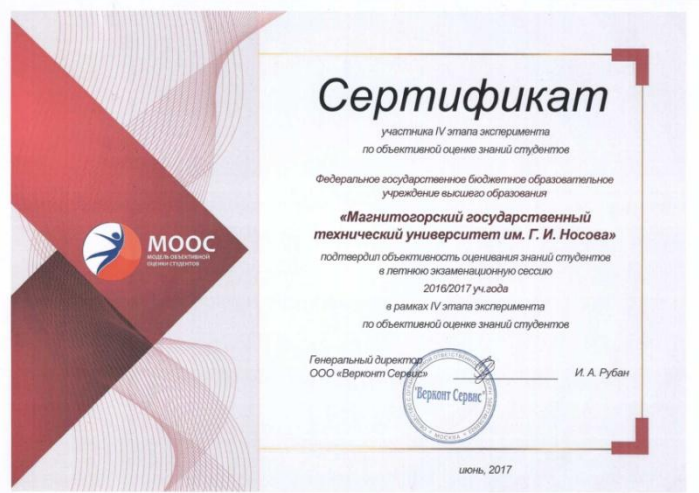 Сертификат
участника IV этапа эксперимента
по объективной оценке знаний студентов
Федеральное государственное бюджетное образовательное
учреждение высшего образования
«Магнитогорский государственный
технический университет им. Г. И. Носова»
подтвердил объективность оценивания знаний студентов
в летнюю экзаменационную сессию
2016/2017 уч.года
в рамках IV этапа эксперимента
по объективной оценке знаний студентов
МООС
МОДЕЛЬ ОБЪЕКТИВНОЙ
ОЦЕНКИ СТУДЕНТОВ
Генеральный директор
ООО «Верконт Сервис»
И. А. Рубан
"Верконт Сервис"
МОСКВА
июнь, 2017